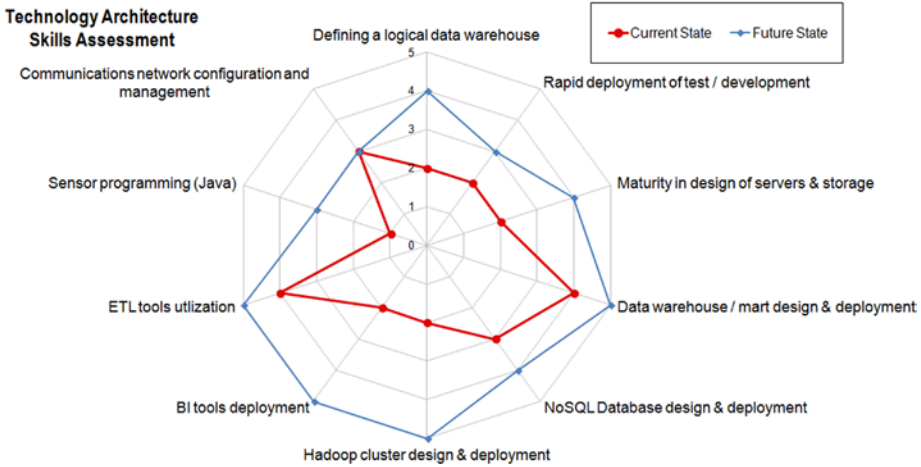 Technology Architecture
Skills Assessment
Current State
Future State
Defining a logical data warehouse
Communications network configuration and
management
Rapid deployment of test / development
Sensor programming (Java)
Maturity in design of servers & storage
ETL tools utlization
Data warehouse / mart design & deployment
BI tools deployment
NoSQL Database design & deployment
Hadoop cluster design & deployment
5
4
3
2
1
0